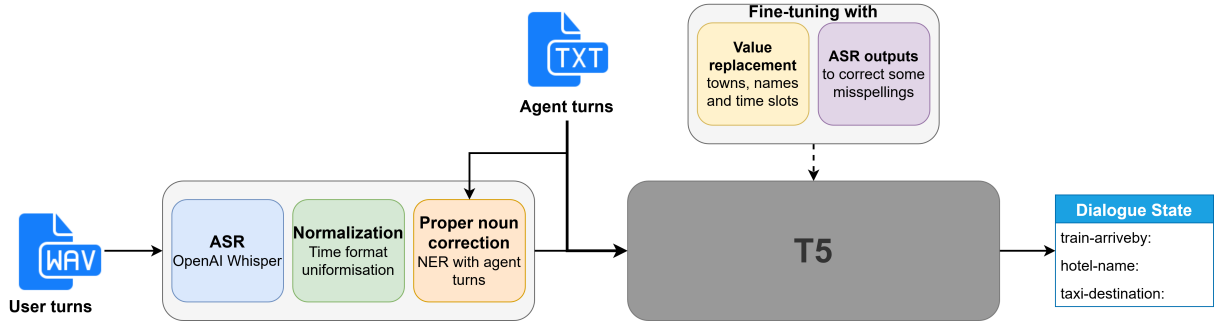 Fine-tuning with
Value
replacement
towns, names
and time slots
ASR outputs
to correct some
misspellings
TXT
Agent turns
WAV
User turns
ASR
OpenAI Whisper
Normalization
Time format
uniformisation
Proper noun
correction
NER with agent
turns
T5
Dialogue State
train-arriveby:
hotel-name:
taxi-destination: